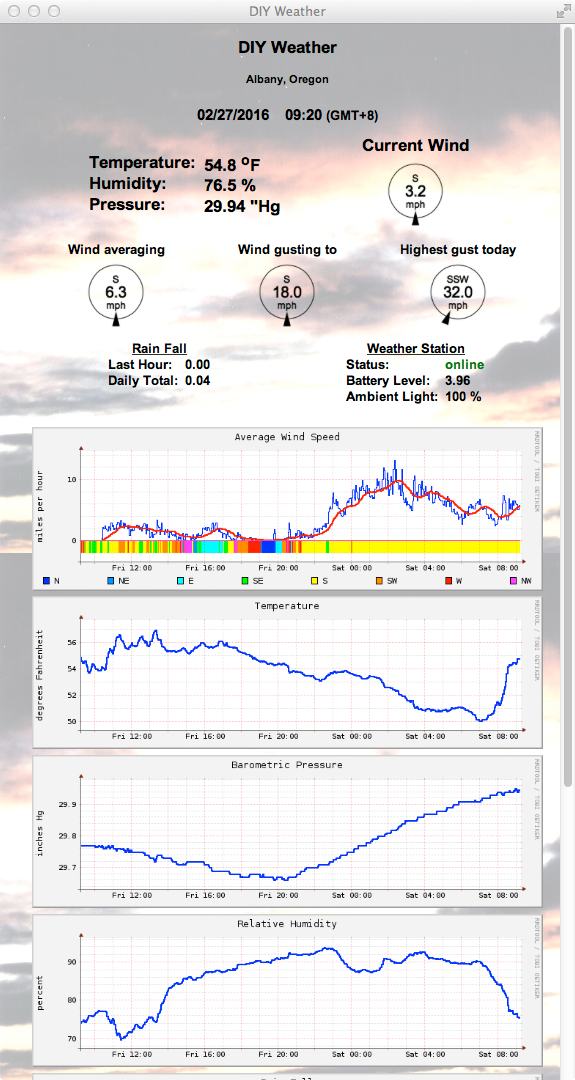 DIY Weather
DIY Weather
Albany, Oregon
02/27/2016 09:20 (GMT+8)
Current Wind
S
3.2
mph
Temperature: 54.8 °F
Humidity: 76.5 %
Pressure: 29.94 "Hg
Wind averaging
S
6.3
mph
Wind gusting to
S
18.0
mph
Highest gust today
SSW
32.0
mph
Rain Fall
Last Hour: 0.00
Daily Total: 0.04
Weather Station
Status: online
Battery Level: 3.96
Ambient Light: 100 %
Average Wind Speed
miles per hour
10
0
Fri 12:00 Fri 16:00 Fri 20:00 Sat 00:00 Sat 04:00 Sat 08:00
N NE E SE S SW W NW
RRDTOOL / TOBI OETIKER
Temperature
degrees Fahrenheit
56
54
52
50
Fri 12:00 Fri 16:00 Fri 20:00 Sat 00:00 Sat 04:00 Sat 08:00
RRDTOOL / TOBI OETIKER
Barometric Pressure
inches Hg
29.9
29.8
29.7
Fri 12:00 Fri 16:00 Fri 20:00 Sat 00:00 Sat 04:00 Sat 08:00
RRDTOOL / TOBI OETIKER
Relative Humidity
percent
90
80
70
Fri 12:00 Fri 16:00 Fri 20:00 Sat 00:00 Sat 04:00 Sat 08:00
RRDTOOL / TOBI OETIKER